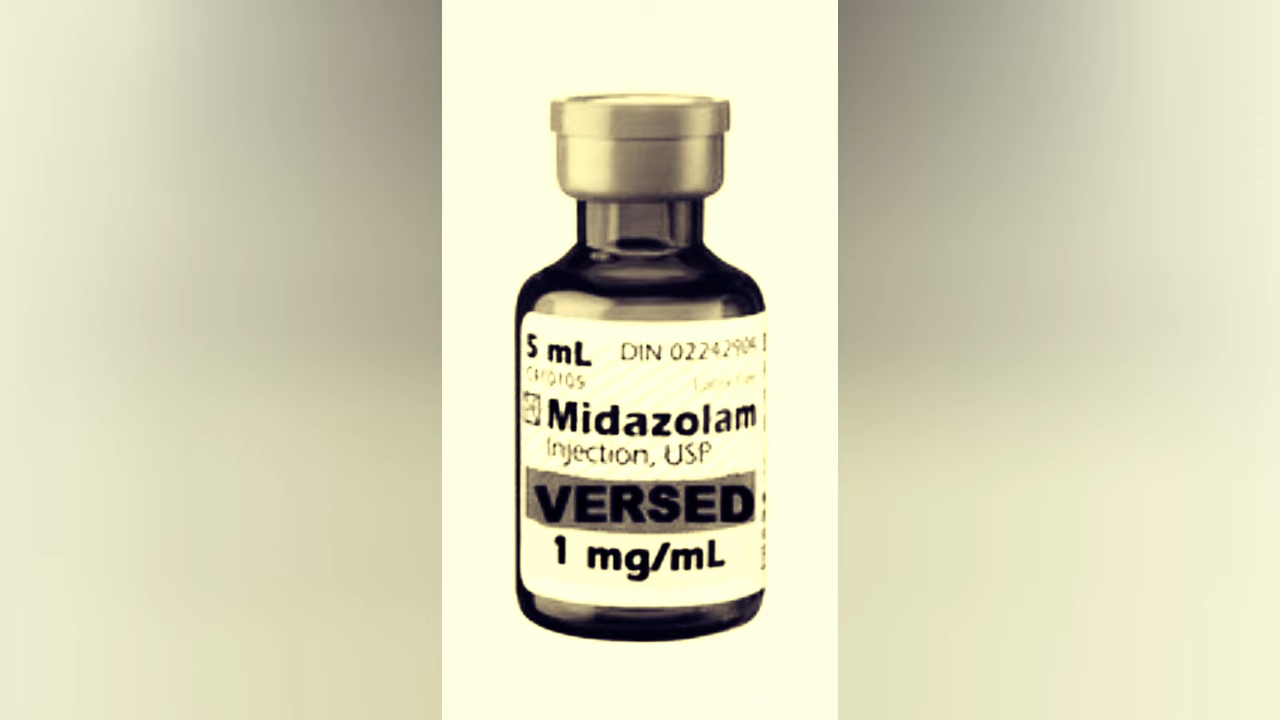 5 mL DIN 02242904
Midazolam
Injection, USP
VERSED
1 mg/mL